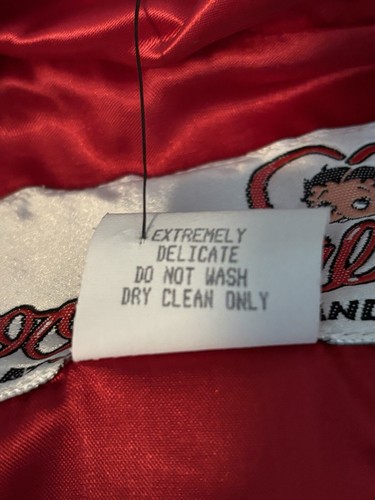 EXTREMELY
DELICATE
DO NOT WASH
DRY CLEAN ONLY